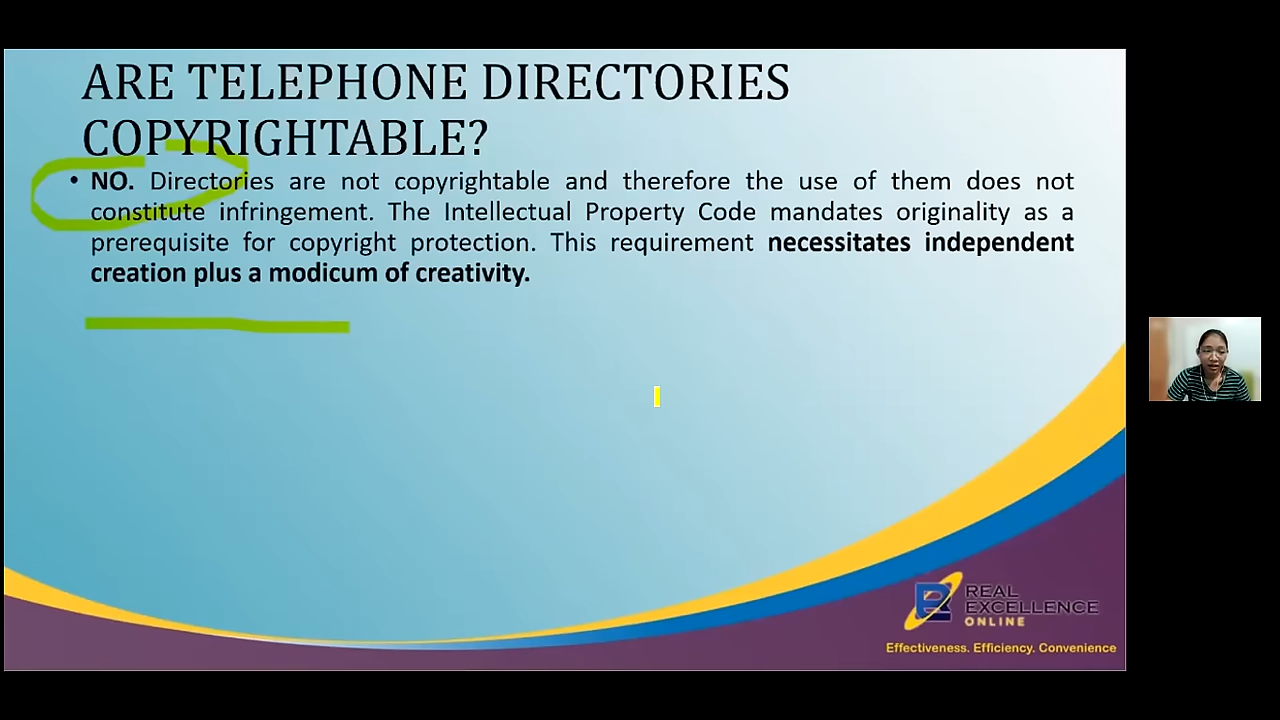 ARE TELEPHONE DIRECTORIES
COPYRIGHTABLE?
• NO. Directories are not copyrightable and therefore the use of them does not
constitute infringement. The Intellectual Property Code mandates originality as a
prerequisite for copyright protection. This requirement necessitates independent
creation plus a modicum of creativity.
REAL
EXCELLENCE
ONLINE
Effectiveness. Efficiency. Convenience